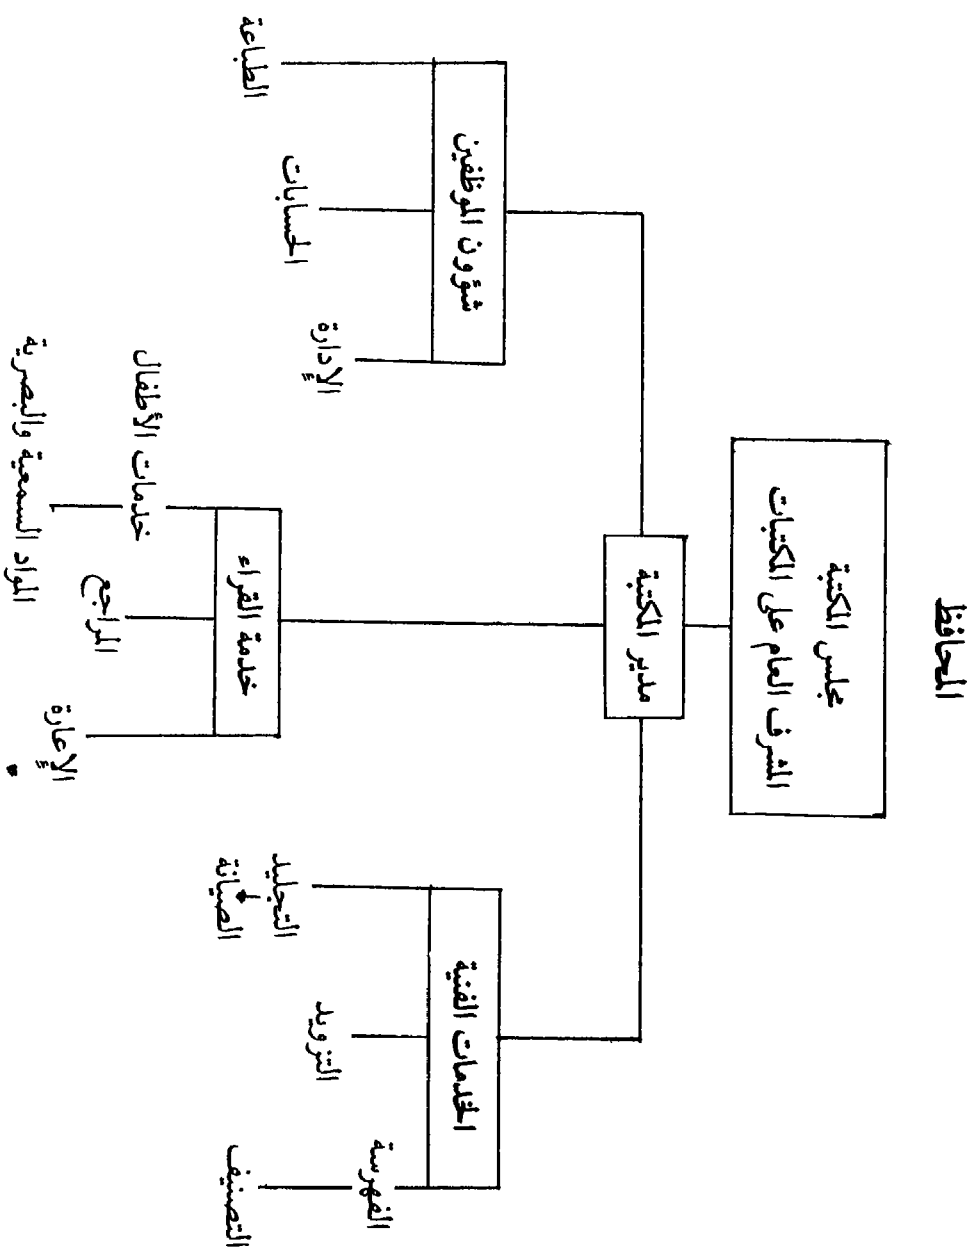 المحافظ
مجلس المكتبة
المشرف العام على المكتبات
مدير المكتبة
الخدمات الفنية
الفهرسة
التصنيف
التزويد
التجليد
الصيانة
خدمة القراء
الإعارة
المراجع
خدمات الأطفال
المواد السمعية والبصرية
شؤون الموظفين
الإدارة
الحسابات
الطباعة